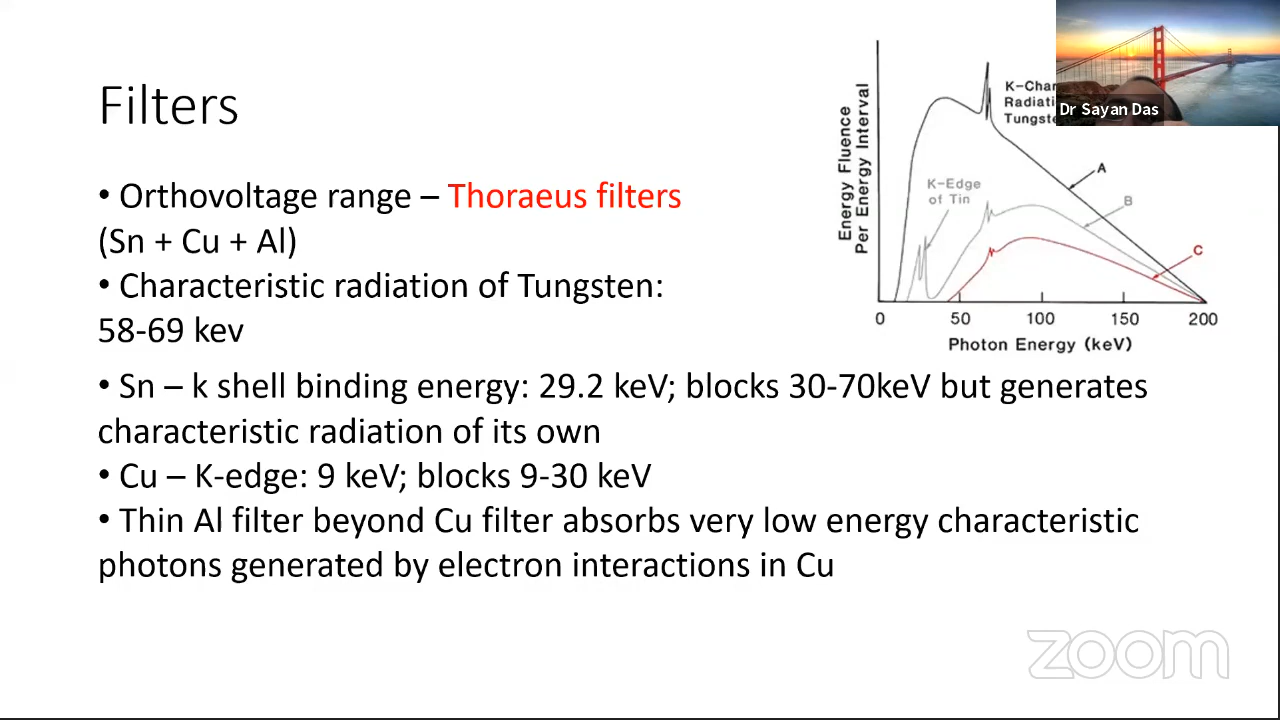 Filters
• Orthovoltage range – Thoraeus filters
(Sn + Cu + Al)
• Characteristic radiation of Tungsten:
58-69 kev
• Sn – k shell binding energy: 29.2 keV; blocks 30-70keV but generates
characteristic radiation of its own
• Cu – K-edge: 9 keV; blocks 9-30 keV
• Thin Al filter beyond Cu filter absorbs very low energy characteristic
photons generated by electron interactions in Cu
Energy Fluence
Per Energy Interval
K-Edge
of Tin
A
B
C
0 50 100 150 200
Photon Energy (keV)
Dr Sayan Das
zoom